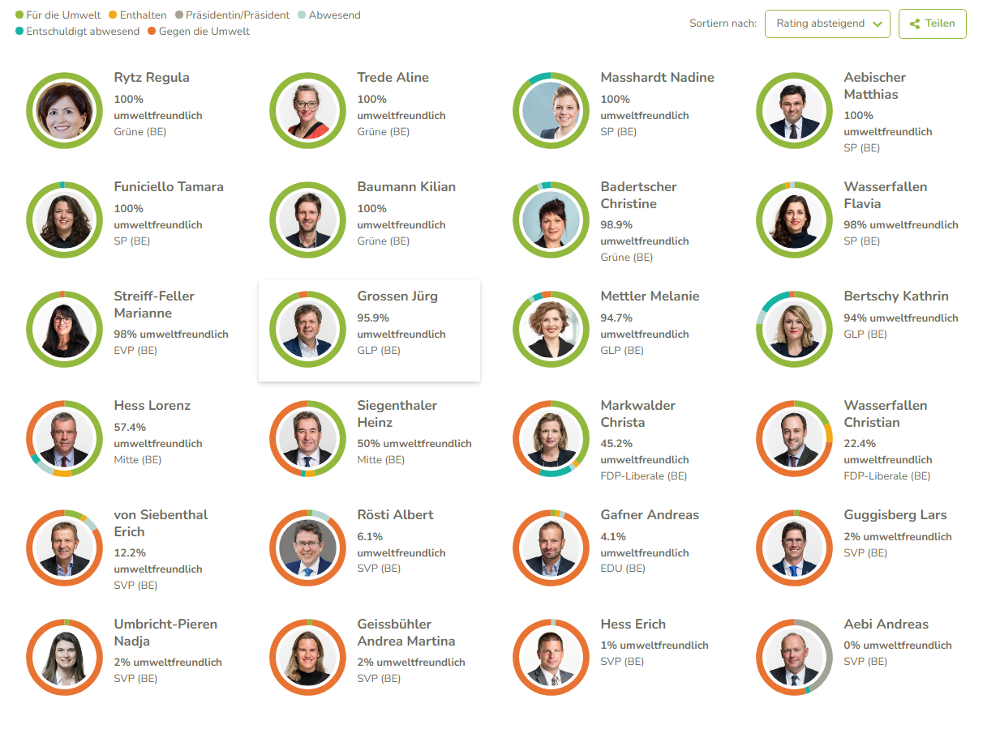 Für die Umwelt Enthalten Präsidentin/Präsident Abwesend
Entschuldigt abwesend Gegen die Umwelt
Sortiern nach: Rating absteigend Teilen
Rytz Regula
100%
umweltfreundlich
Grüne (BE)
Trede Aline
100%
umweltfreundlich
Grüne (BE)
Masshardt Nadine
100%
umweltfreundlich
SP (BE)
Aebischer
Matthias
100%
umweltfreundlich
SP (BE)
Funiciello Tamara
100%
umweltfreundlich
SP (BE)
Baumann Kilian
100%
umweltfreundlich
Grüne (BE)
Badertscher
Christine
98.9%
umweltfreundlich
Grüne (BE)
Wasserfallen
Flavia
98% umweltfreundlich
SP (BE)
Streiff-Feller
Marianne
98% umweltfreundlich
EVP (BE)
Grossen Jürg
95.9%
umweltfreundlich
GLP (BE)
Mettler Melanie
94.7%
umweltfreundlich
GLP (BE)
Bertschy Kathrin
94% umweltfreundlich
GLP (BE)
Hess Lorenz
57.4%
umweltfreundlich
Mitte (BE)
Siegenthaler
Heinz
50% umweltfreundlich
Mitte (BE)
Markwalder
Christa
45.2%
umweltfreundlich
FDP-Liberale (BE)
Wasserfallen
Christian
22.4%
umweltfreundlich
FDP-Liberale (BE)
von Siebenthal
Erich
12.2%
umweltfreundlich
SVP (BE)
Rösti Albert
6.1%
umweltfreundlich
SVP (BE)
Gafner Andreas
4.1%
umweltfreundlich
EDU (BE)
Guggisberg Lars
2% umweltfreundlich
SVP (BE)
Umbricht-Pieren
Nadja
2% umweltfreundlich
SVP (BE)
Geissbühler
Andrea Martina
2% umweltfreundlich
SVP (BE)
Hess Erich
1% umweltfreundlich
SVP (BE)
Aebi Andreas
0% umweltfreundlich
SVP (BE)